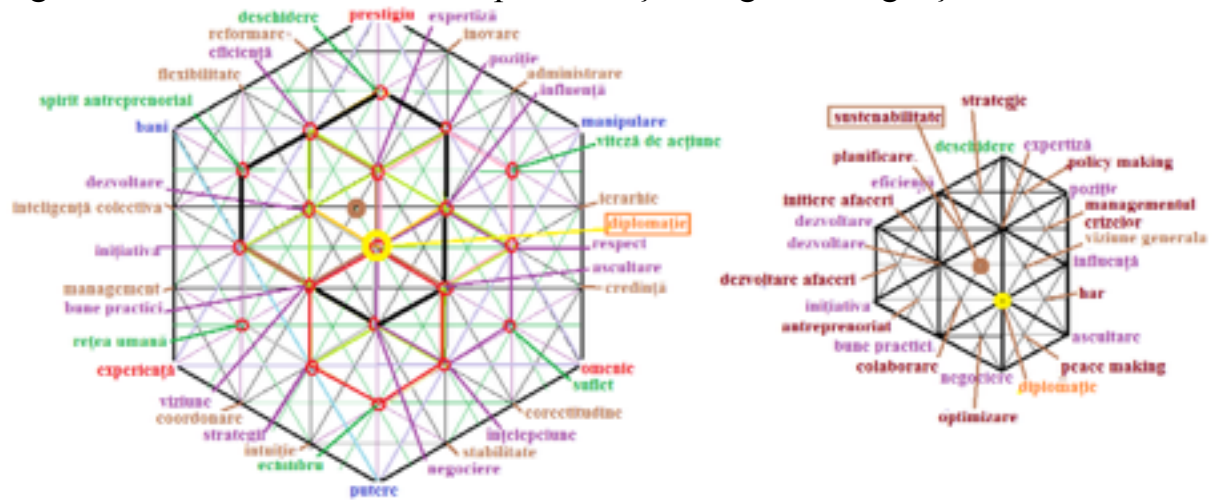 prestigiu
deschidere
expertiză
reformare
inovare
eficiență
poziție
flexibilitate
administrare
influență
spirit antreprenorial
bani
manipulare
viteză de acțiune
dezvoltare
inteligență colectiva
ierarhie
diplomație
inițiativa
respect
ascultare
management
credință
bune practici
rețea umană
experiență
omenie
suflet
viziune
coordonare
corectitudine
strategii
intuiție
înțelepciune
stabilitate
echilibru
negociere
putere
strategie
sustenabilitate
deschidere
expertiză
planificare
policy making
eficiență
poziție
inițiere afaceri
managementul
crizelor
dezvoltare
viziune generala
dezvoltare
influență
dezvoltare afaceri
har
inițiativa
antreprenoriat
ascultare
bune practici
colaborare
peace making
negociere
diplomație
optimizare